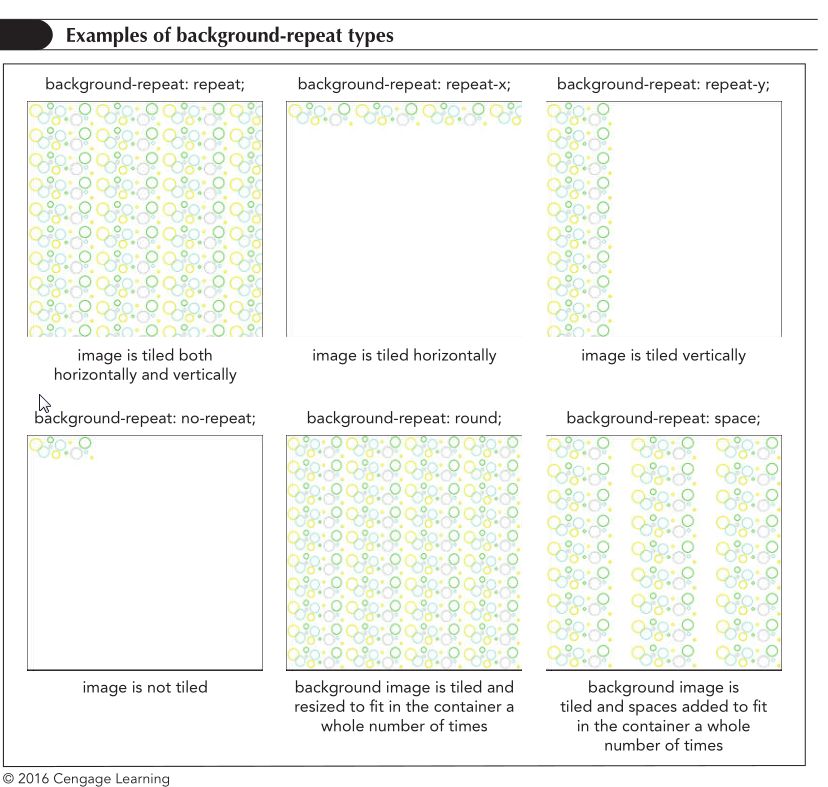 Examples of background-repeat types
background-repeat: repeat;
background-repeat: repeat-x;
background-repeat: repeat-y;
image is tiled both
horizontally and vertically
image is tiled horizontally
image is tiled vertically
background-repeat: no-repeat;
background-repeat: round;
background-repeat: space;
image is not tiled
background image is tiled and
resized to fit in the container a
whole number of times
background image is
tiled and spaces added to fit
in the container a whole
number of times
© 2016 Cengage Learning